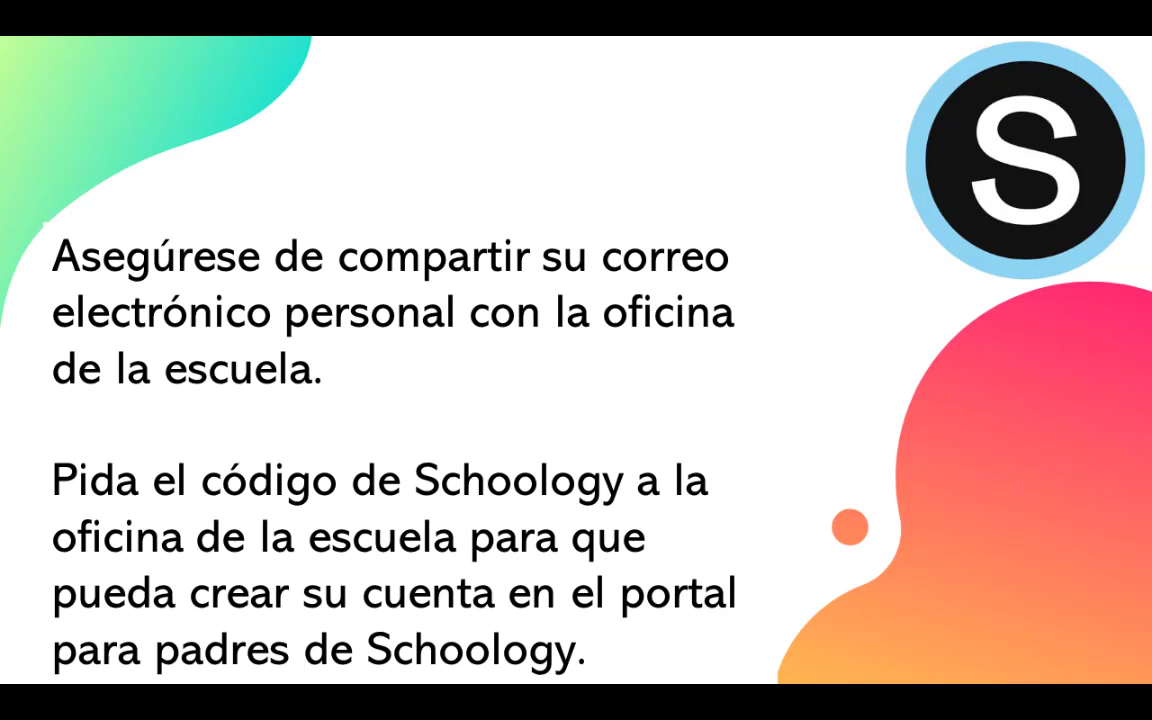 S
Asegúrese de compartir su correo
electrónico personal con la oficina
de la escuela.
Pida el código de Schoology a la
oficina de la escuela para que
pueda crear su cuenta en el portal
para padres de Schoology.